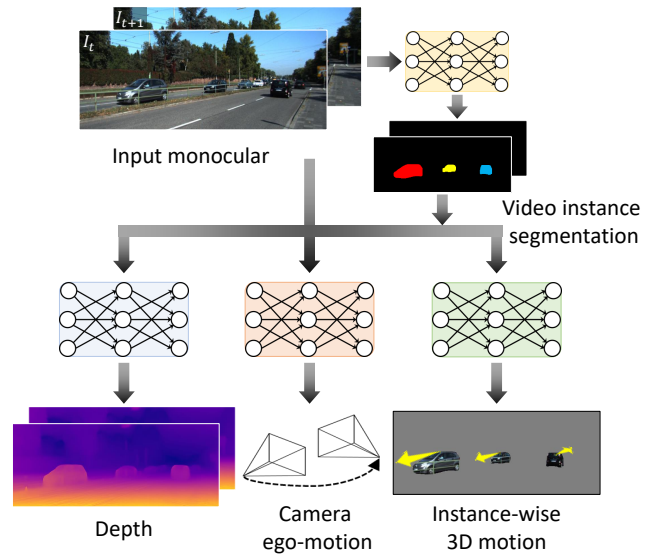 I_{t+1}
I_t
Input monocular
Video instance
segmentation
Depth
Camera
ego-motion
Instance-wise
3D motion